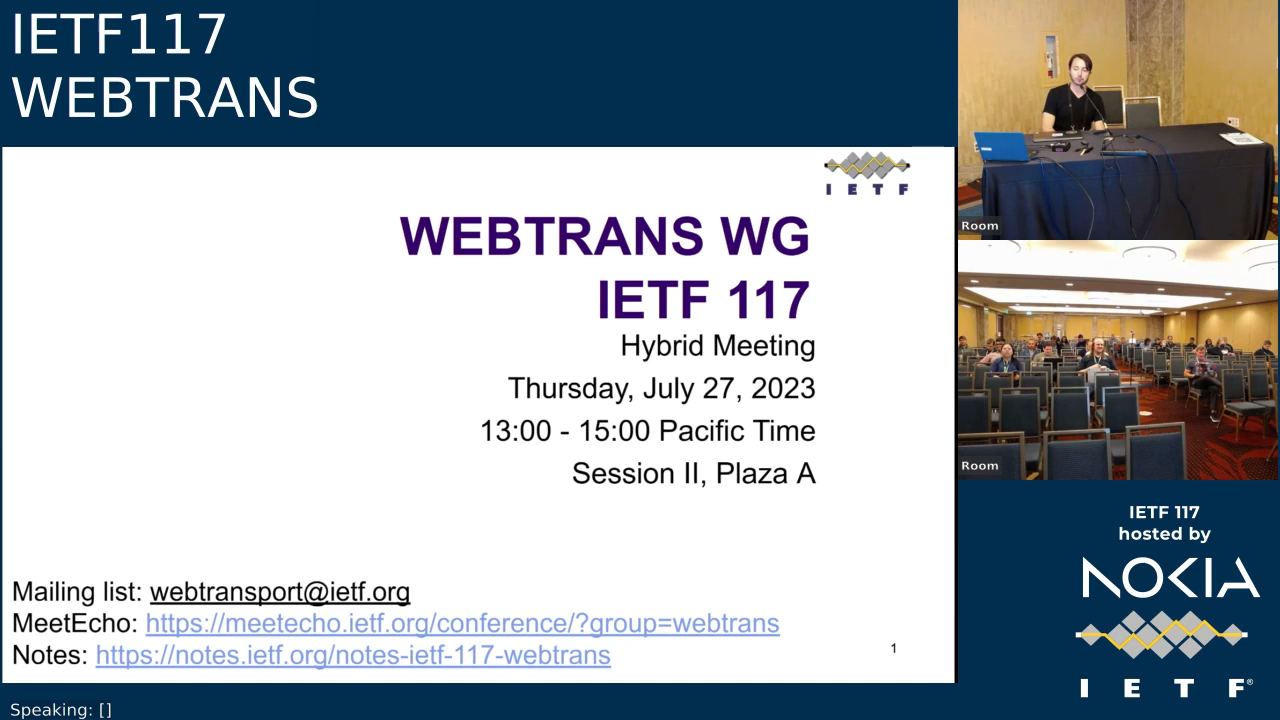 IETF117
WEBTRANS
IETF
WEBTRANS WG
IETF 117
Hybrid Meeting
Thursday, July 27, 2023
13:00 - 15:00 Pacific Time
Session II, Plaza A
Mailing list: webtransport@ietf.org
MeetEcho: https://meetecho.ietf.org/conference/?group=webtrans
Notes: https://notes.ietf.org/notes-ietf-117-webtrans
1
Room
Room
IETF 117
hosted by
NOKIA
I E T F®
Speaking: []